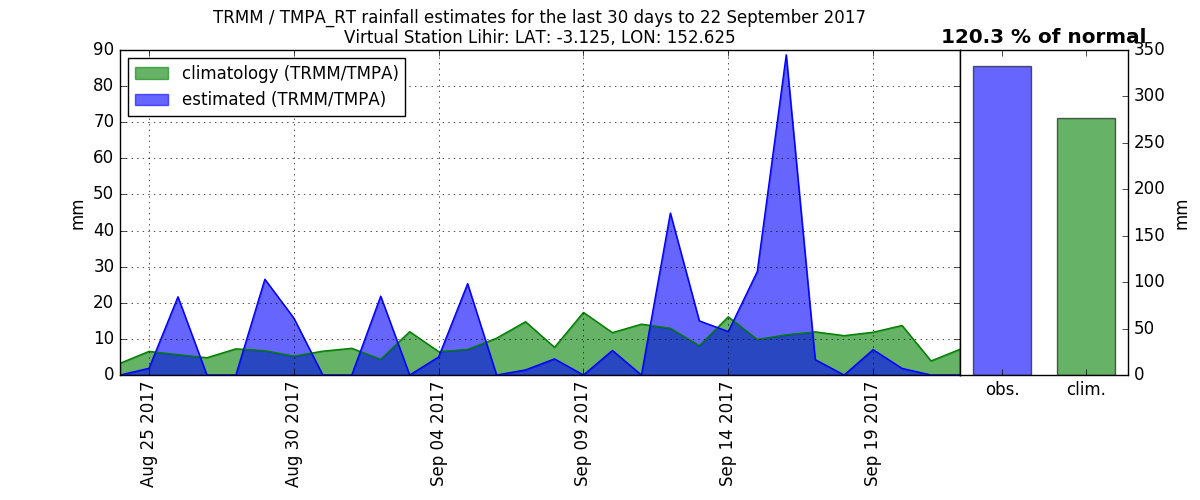 TRMM / TMPA_RT rainfall estimates for the last 30 days to 22 September 2017
Virtual Station Lihir: LAT: -3.125, LON: 152.625
120.3 % of normal
climatology (TRMM/TMPA)
estimated (TRMM/TMPA)
mm
90
80
70
60
50
40
30
20
10
0
Aug 25 2017
Aug 30 2017
Sep 04 2017
Sep 09 2017
Sep 14 2017
Sep 19 2017
obs.
clim.
350
300
250
200
150
100
50
0
mm